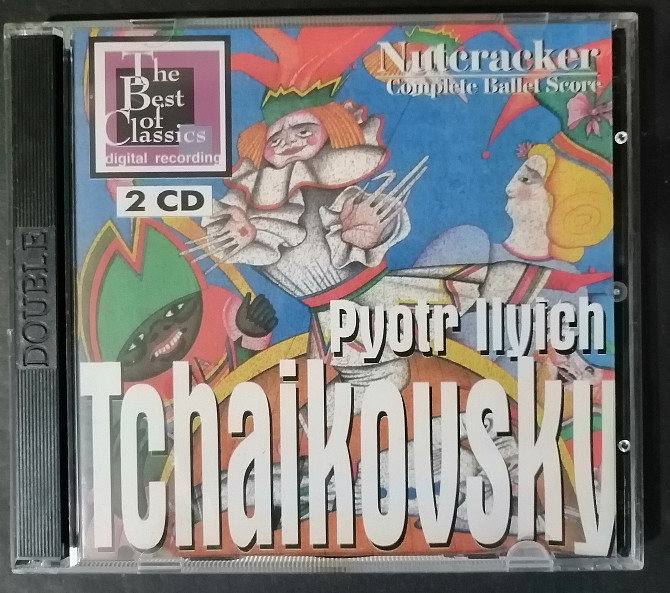 The
Best
of
Classics
digital recording
2 CD
Nutcracker
Complete Ballet Score
DOUBLE
Pyotr Ilyich
Tchaikovsky